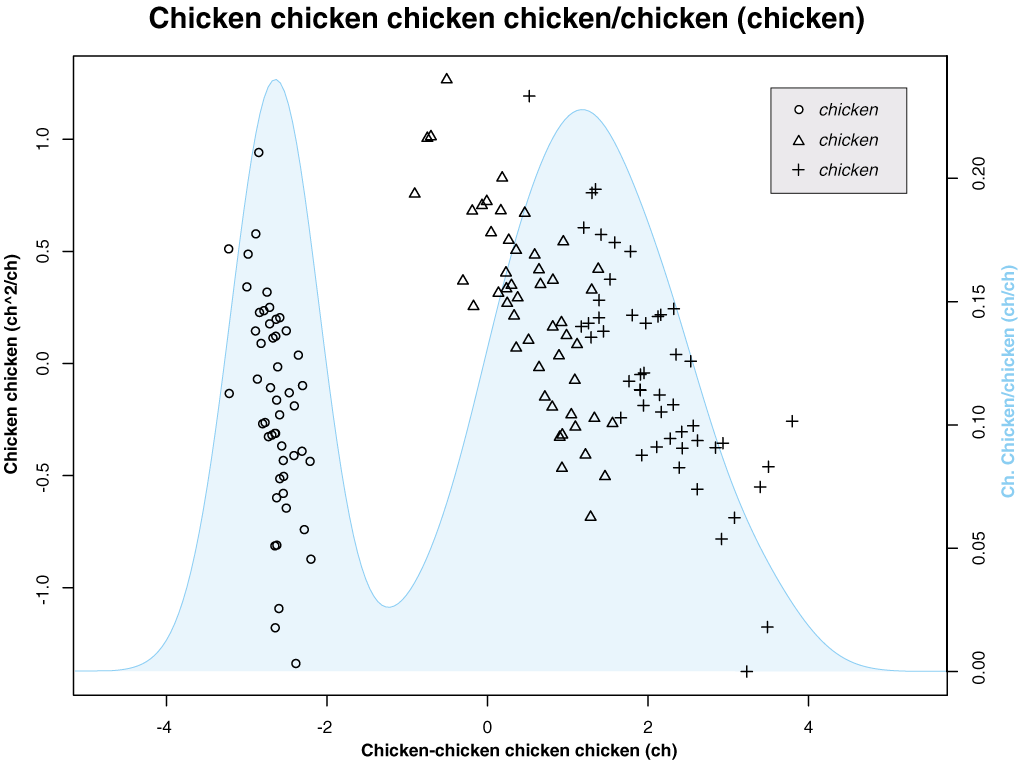 Chicken chicken chicken chicken/chicken (chicken)
chicken
chicken
chicken
Chicken chicken (ch^2/ch)
1.0
0.5
0.0
-0.5
-1.0
0.20
0.15
0.10
0.05
0.00
Ch. Chicken/chicken (ch/ch)
-4 -2 0 2 4
Chicken-chicken chicken chicken (ch)